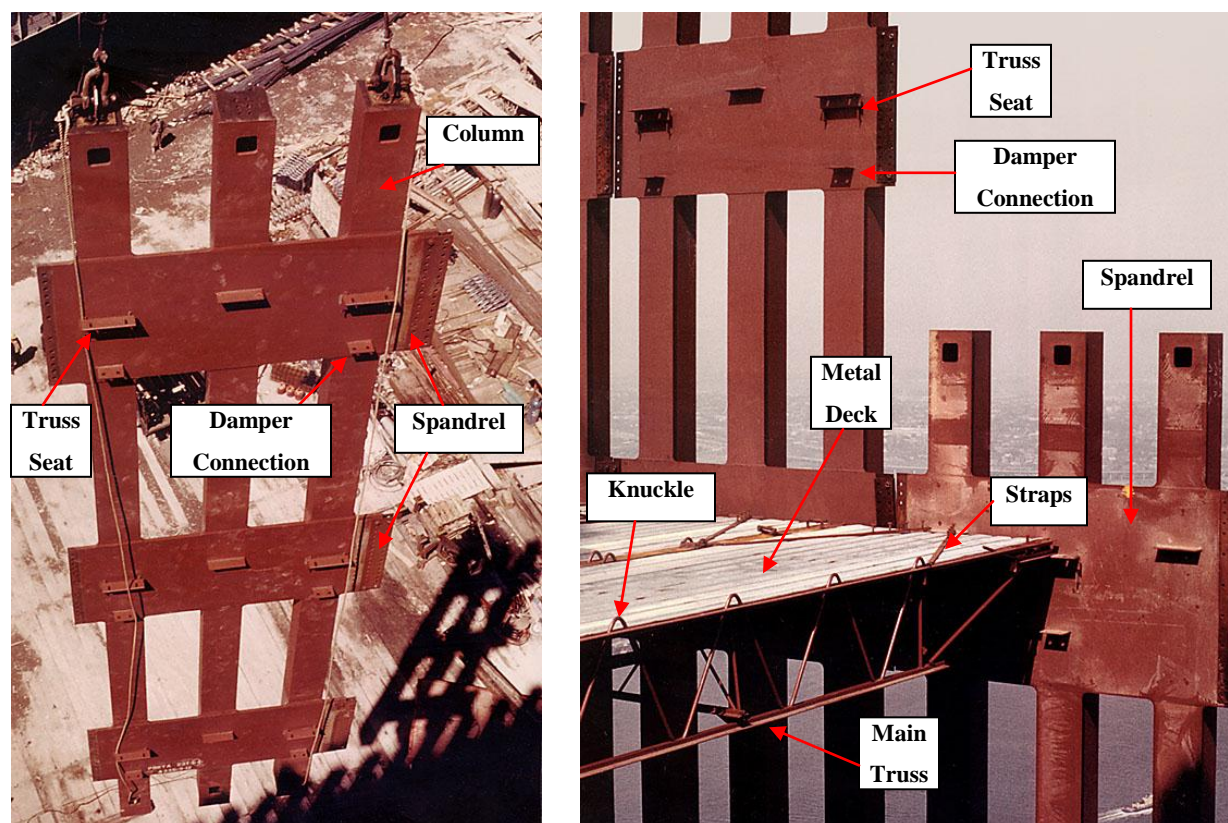 Column
Truss
Seat
Damper
Connection
Spandrel
Truss
Seat
Damper
Connection
Spandrel
Metal
Deck
Knuckle
Straps
Main
Truss